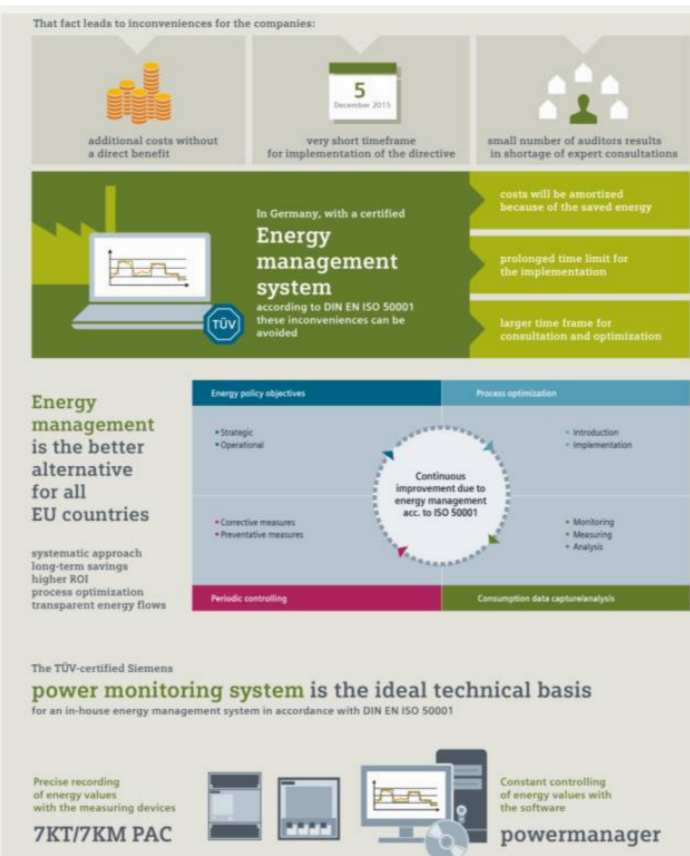 That fact leads to inconveniences for the companies:
additional costs without
a direct benefit
5
December 2015
very short timeframe
for implementation of the directive
small number of auditors results
in shortage of expert consultations
In Germany, with a certified
Energy
management
system
according to DIN EN ISO 50001
these inconveniences can be
avoided
TÜV
costs will be amortized
because of the saved energy
prolonged time limit for
the implementation
larger time frame for
consultation and optimization
Energy
management
is the better
alternative
for all
EU countries
systematic approach
long-term savings
higher ROI
process optimization
transparent energy flows
Energy policy objectives
Process optimization
• Strategic
• Operational
• Introduction
• Implementation
Continuous
improvement due to
energy management
acc. to ISO 50001
• Corrective measures
• Preventative measures
• Monitoring
• Measuring
• Analysis
Periodic controlling
Consumption data capture/analysis
The TÜV-certified Siemens
power monitoring system is the ideal technical basis
for an in-house energy management system in accordance with DIN EN ISO 50001
Precise recording
of energy values
with the measuring devices
7KT/7KM PAC
Constant controlling
of energy values with
the software
powermanager